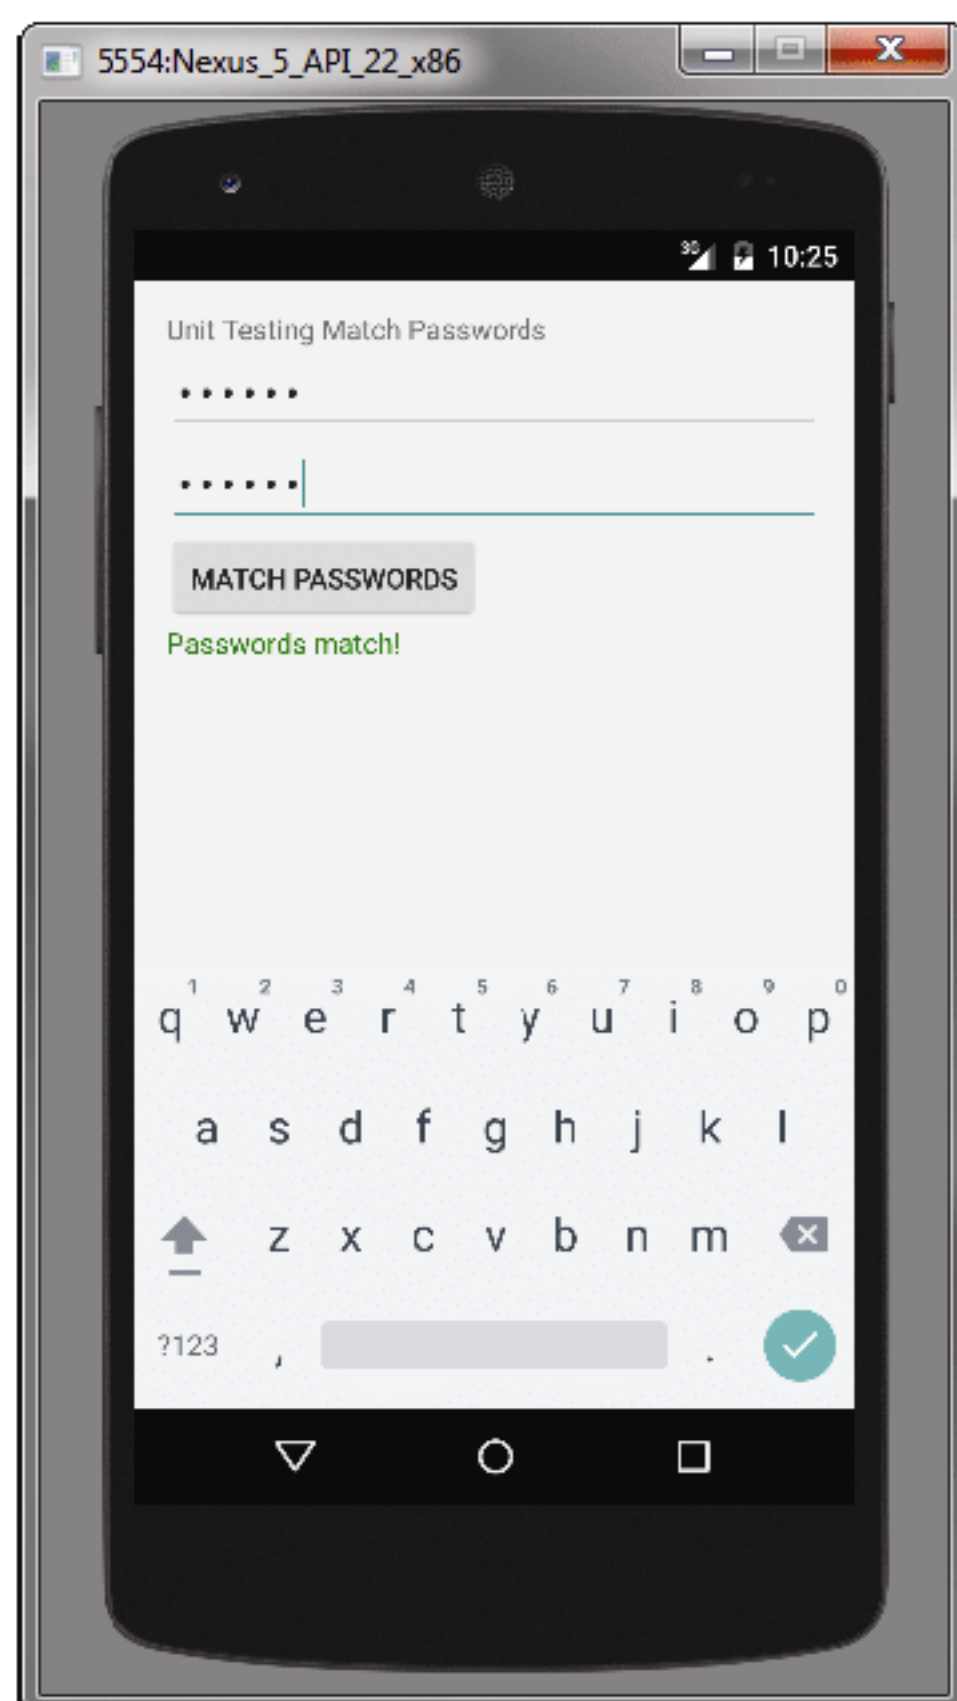 5554:Nexus_5_API_22_x86
3G 10:25
Unit Testing Match Passwords
••••••
••••••
MATCH PASSWORDS
Passwords match!
1 2 3 4 5 6 7 8 9 0
q w e r t y u i o p
a s d f g h j k l
z x c v b n m
?123 , .